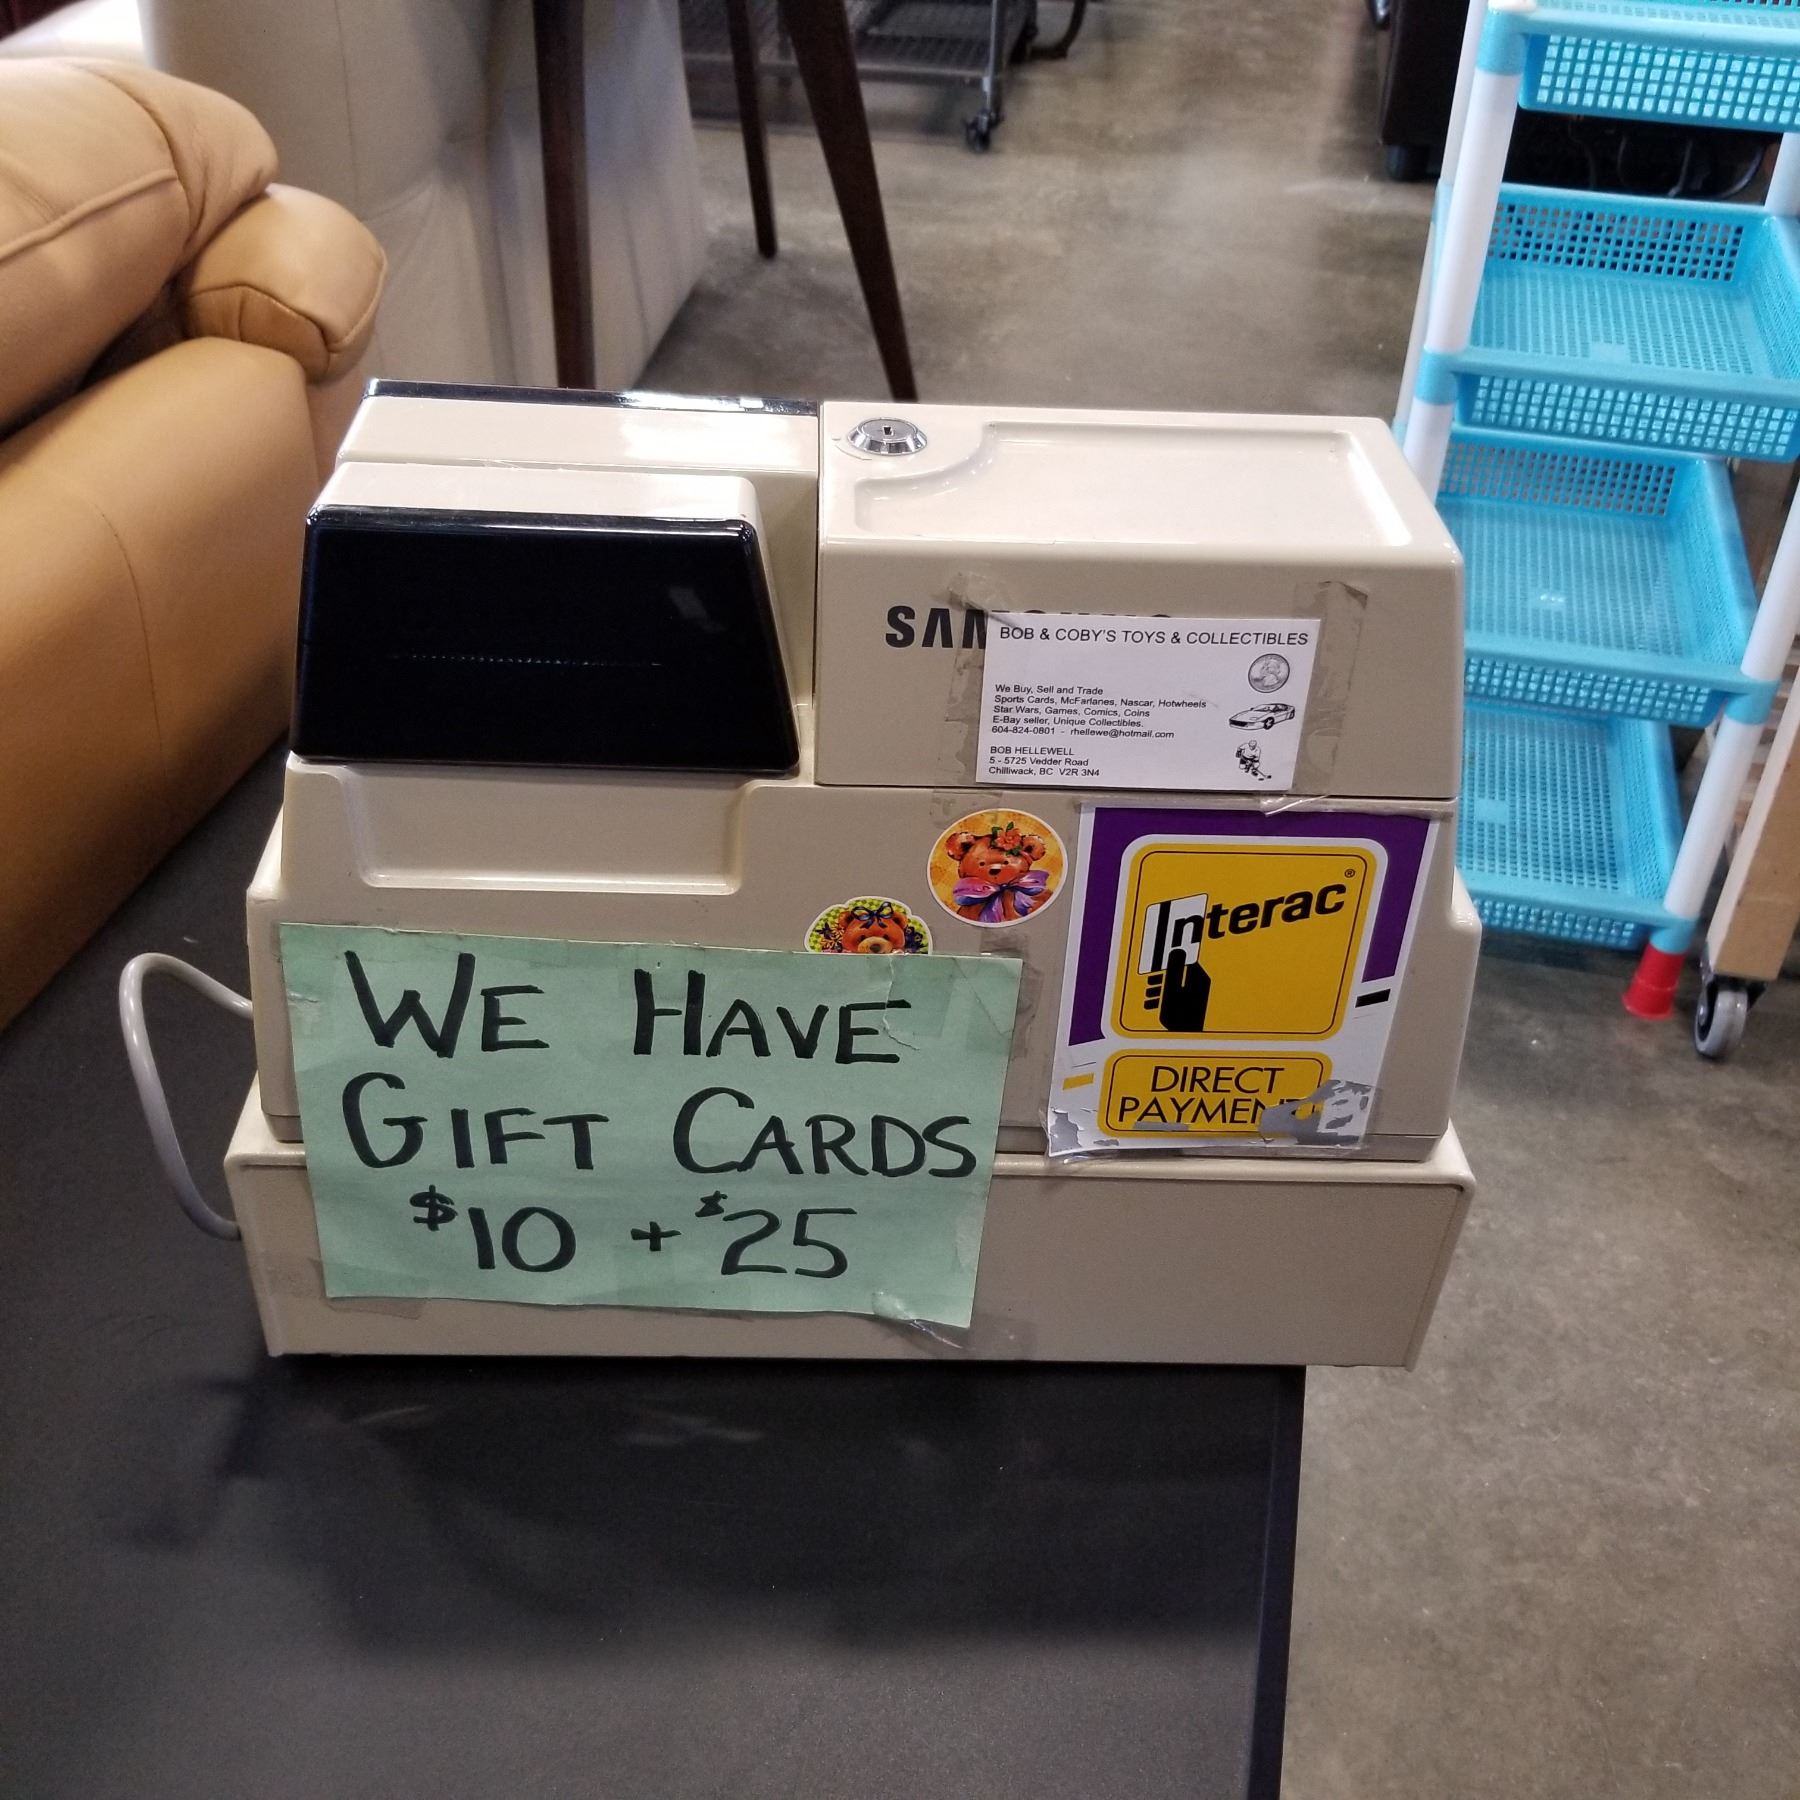 SAM
BOB & COBY'S TOYS & COLLECTIBLES
We Buy, Sell and Trade
Sports Cards, McFarlanes, Nascar, Hotwheels
Star Wars, Games, Comics, Coins
E-Bay seller, Unique Collectibles.
604-824-0801 - rhellewe@hotmail.com
BOB HELLEWELL
5 - 5725 Vedder Road
Chilliwack, BC V2R 3N4
Interac®
DIRECT
PAYMENT
WE HAVE
GIFT CARDS
$10 + $25